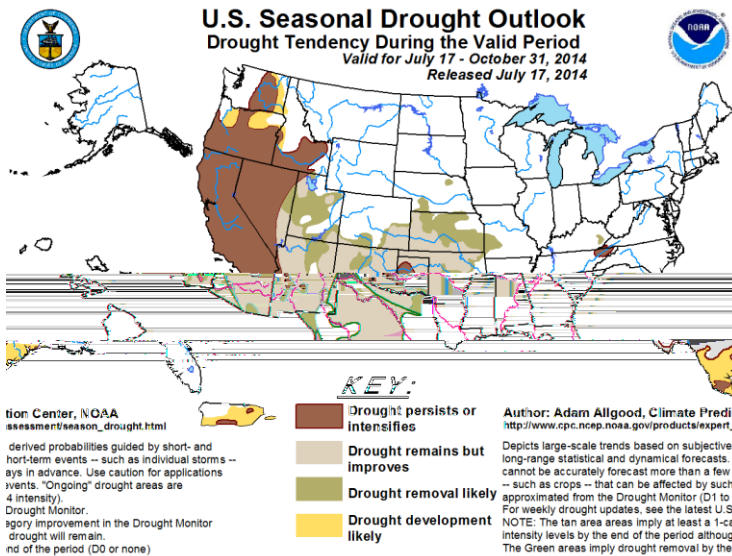 U.S. Seasonal Drought Outlook
Drought Tendency During the Valid Period
Valid for July 17 - October 31, 2014
Released July 17, 2014
NOAA
KEY:
Drought persists or
intensifies
Drought remains but
improves
Drought removal likely
Drought development
likely
tion Center, NOAA
assessment/season_drought.html
derived probabilities guided by short- and
hort-term events -- such as individual storms --
ays in advance. Use caution for applications
events. "Ongoing" drought areas are
4 intensity).
Drought Monitor.
egory improvement in the Drought Monitor
drought will remain.
end of the period (D0 or none)
Author: Adam Allgood, Climate Predi
http://www.cpc.ncep.noaa.gov/products/expert_
Depicts large-scale trends based on subjective
long-range statistical and dynamical forecasts.
cannot be accurately forecast more than a few
-- such as crops -- that can be affected by such
approximated from the Drought Monitor (D1 to
For weekly drought updates, see the latest U.S
NOTE: The tan area areas imply at least a 1-ca
intensity levels by the end of the period althoug
The Green areas imply drought removal by the